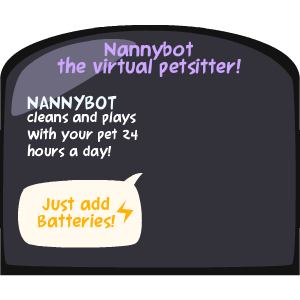 Nannybot
the virtual petsitter!
NANNYBOT
cleans and plays
with your pet 24
hours a day!
Just add
Batteries!